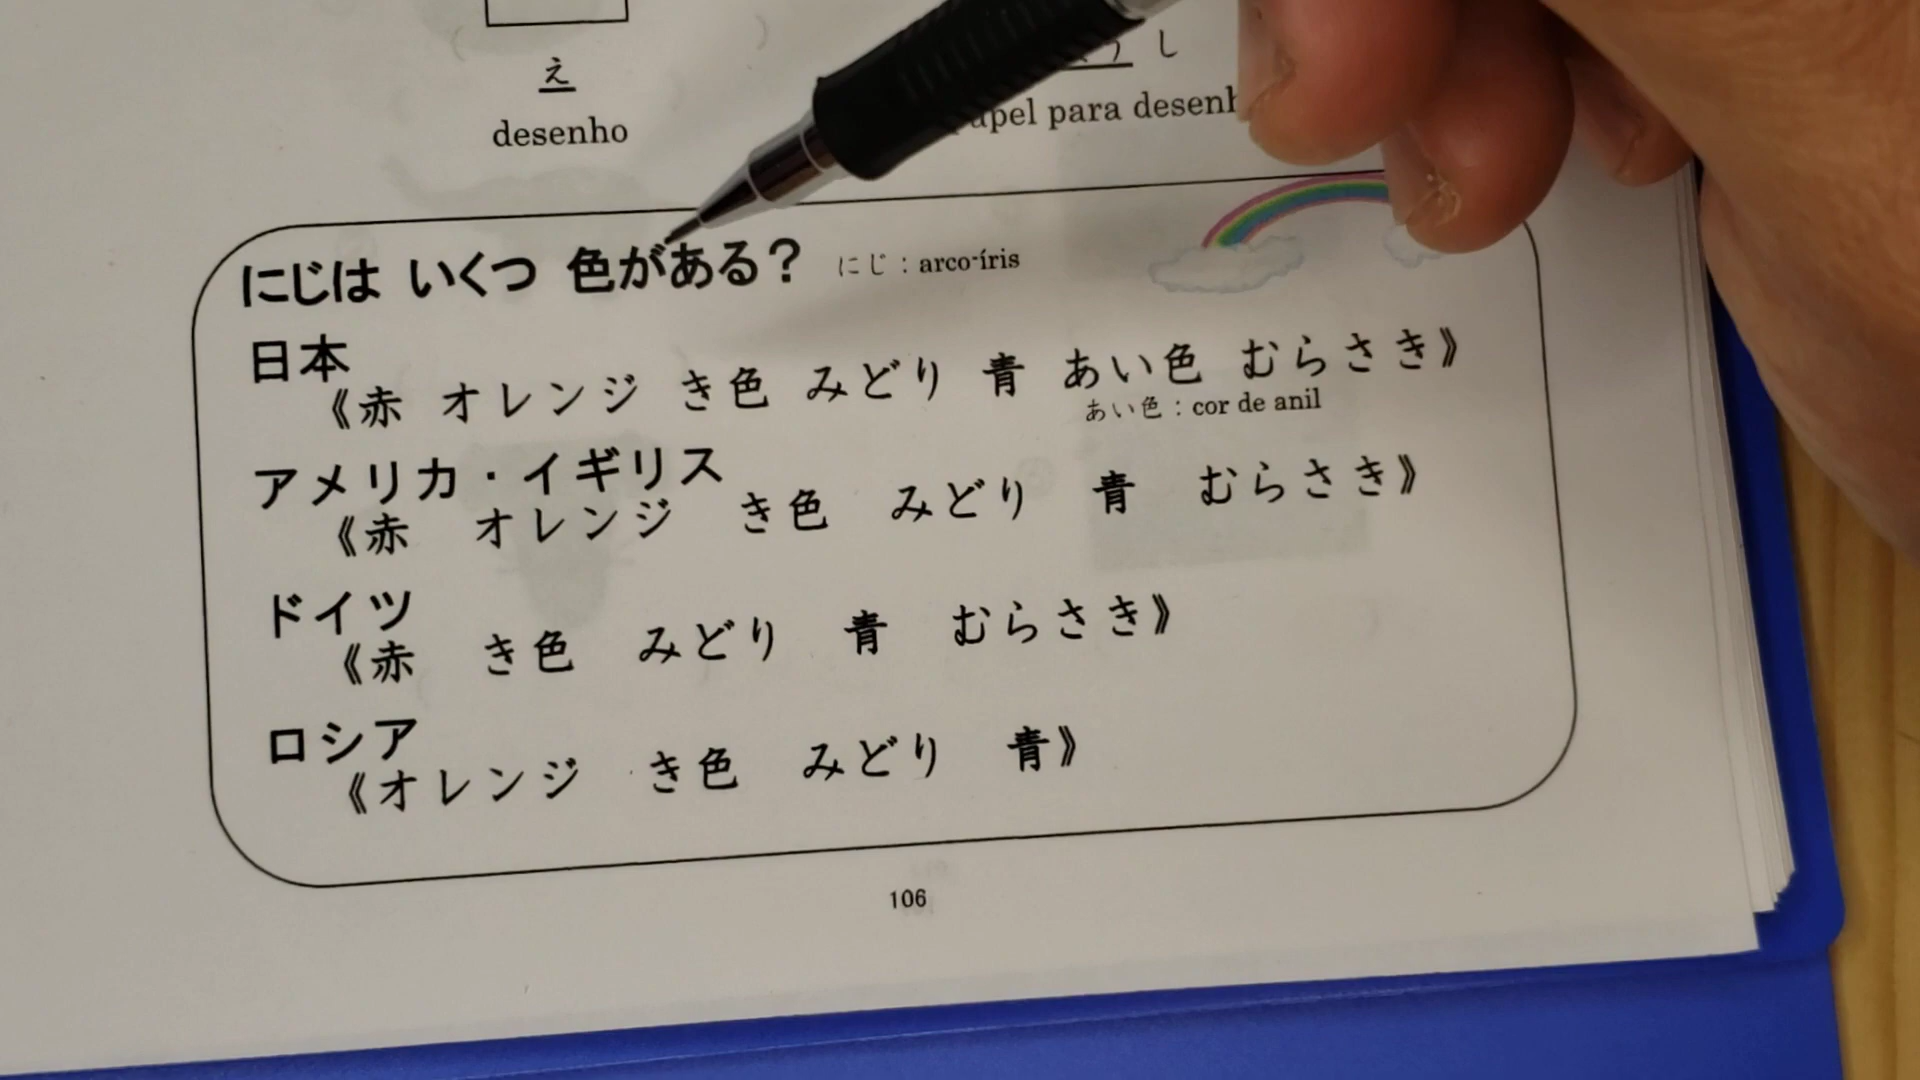 え
し
desenho
para
にじは いくつ 色がある?
にじ : arco-íris
日本
《赤 オレンジ き色 みどり 青 あい色 むらさき》
あい色 : cor de anil
アメリカ・イギリス
《赤 オレンジ き色 みどり 青 むらさき》
ドイツ
《赤 き色 みどり 青 むらさき》
ロシア
《オレンジ き色 みどり 青》
106